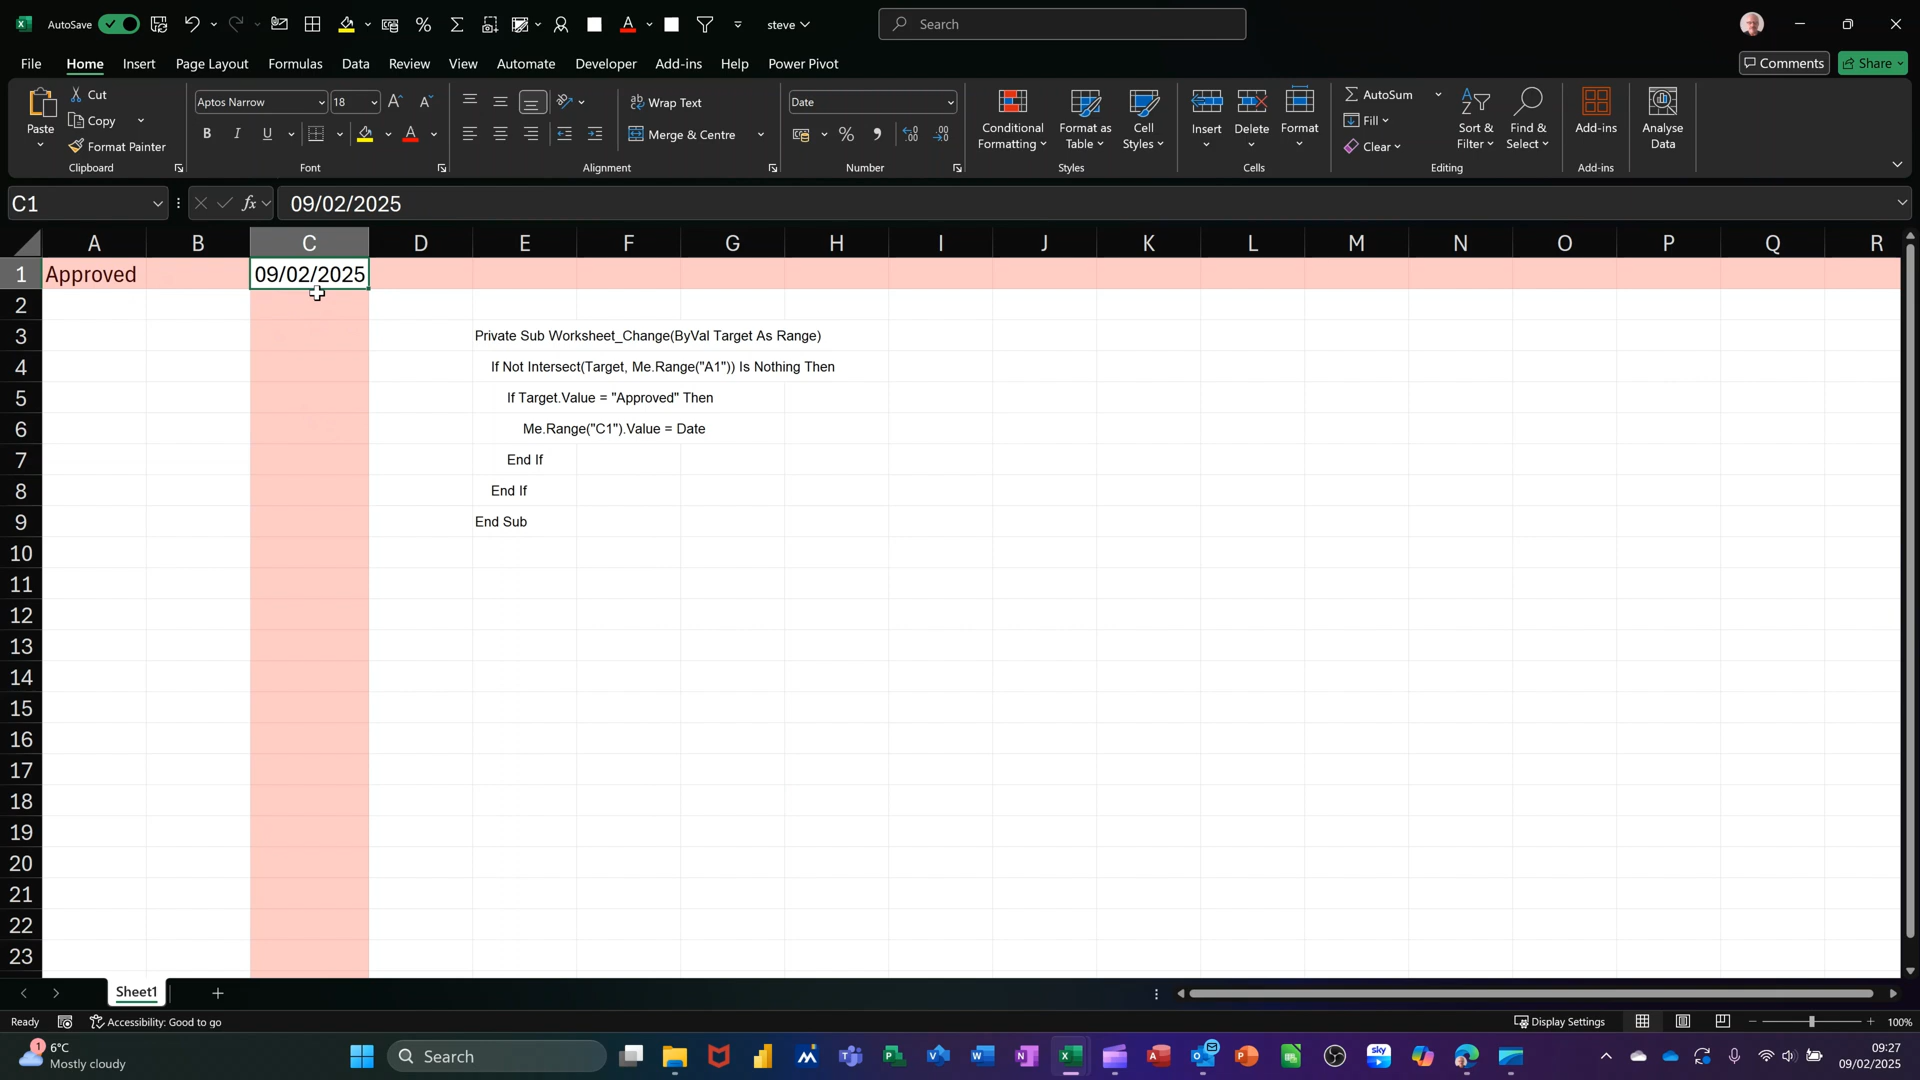 AutoSave
steve
Search
File Home Insert Page Layout Formulas Data Review View Automate Developer Add-ins Help Power Pivot
Comments Share
Paste
Cut
Copy
Format Painter
Clipboard
Aptos Narrow 18
B I U
Font
Wrap Text
Merge & Centre
Alignment
Date
Number
Conditional Formatting
Format as Table
Cell Styles
Styles
Insert Delete Format
Cells
AutoSum
Fill
Clear
Sort & Filter
Find & Select
Editing
Add-ins
Add-ins
Analyse Data
C1 fx 09/02/2025
A B C D E F G H I J K L M N O P Q R
1 Approved 09/02/2025
2
3 Private Sub Worksheet_Change(ByVal Target As Range)
4 If Not Intersect(Target, Me.Range("A1")) Is Nothing Then
5 If Target.Value = "Approved" Then
6 Me.Range("C1").Value = Date
7 End If
8 End If
9 End Sub
10
11
12
13
14
15
16
17
18
19
20
21
22
23
Sheet1
Ready Accessibility: Good to go Display Settings 100%
1 6°C
Mostly cloudy
Search
sky
09:27
09/02/2025